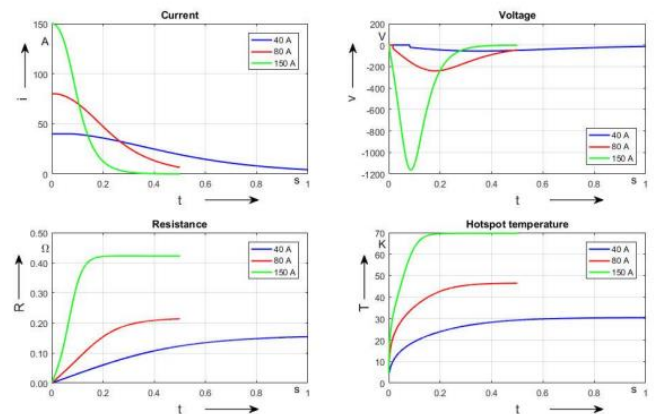 Current
150
A
100
i
50
0
0
0.2
0.4
0.6
0.8
s
1
t
40 A
80 A
150 A
Voltage
200
V
0
-200
v
-400
-600
-800
-1000
-1200
0
0.2
0.4
0.6
0.8
s
1
t
40 A
80 A
150 A
Resistance
0.50
Ω
0.40
R
0.30
0.20
0.10
0.00
0
0.2
0.4
0.6
0.8
s
1
t
40 A
80 A
150 A
Hotspot temperature
70
K
60
50
T
40
30
20
10
0
0
0.2
0.4
0.6
0.8
s
1
t
40 A
80 A
150 A